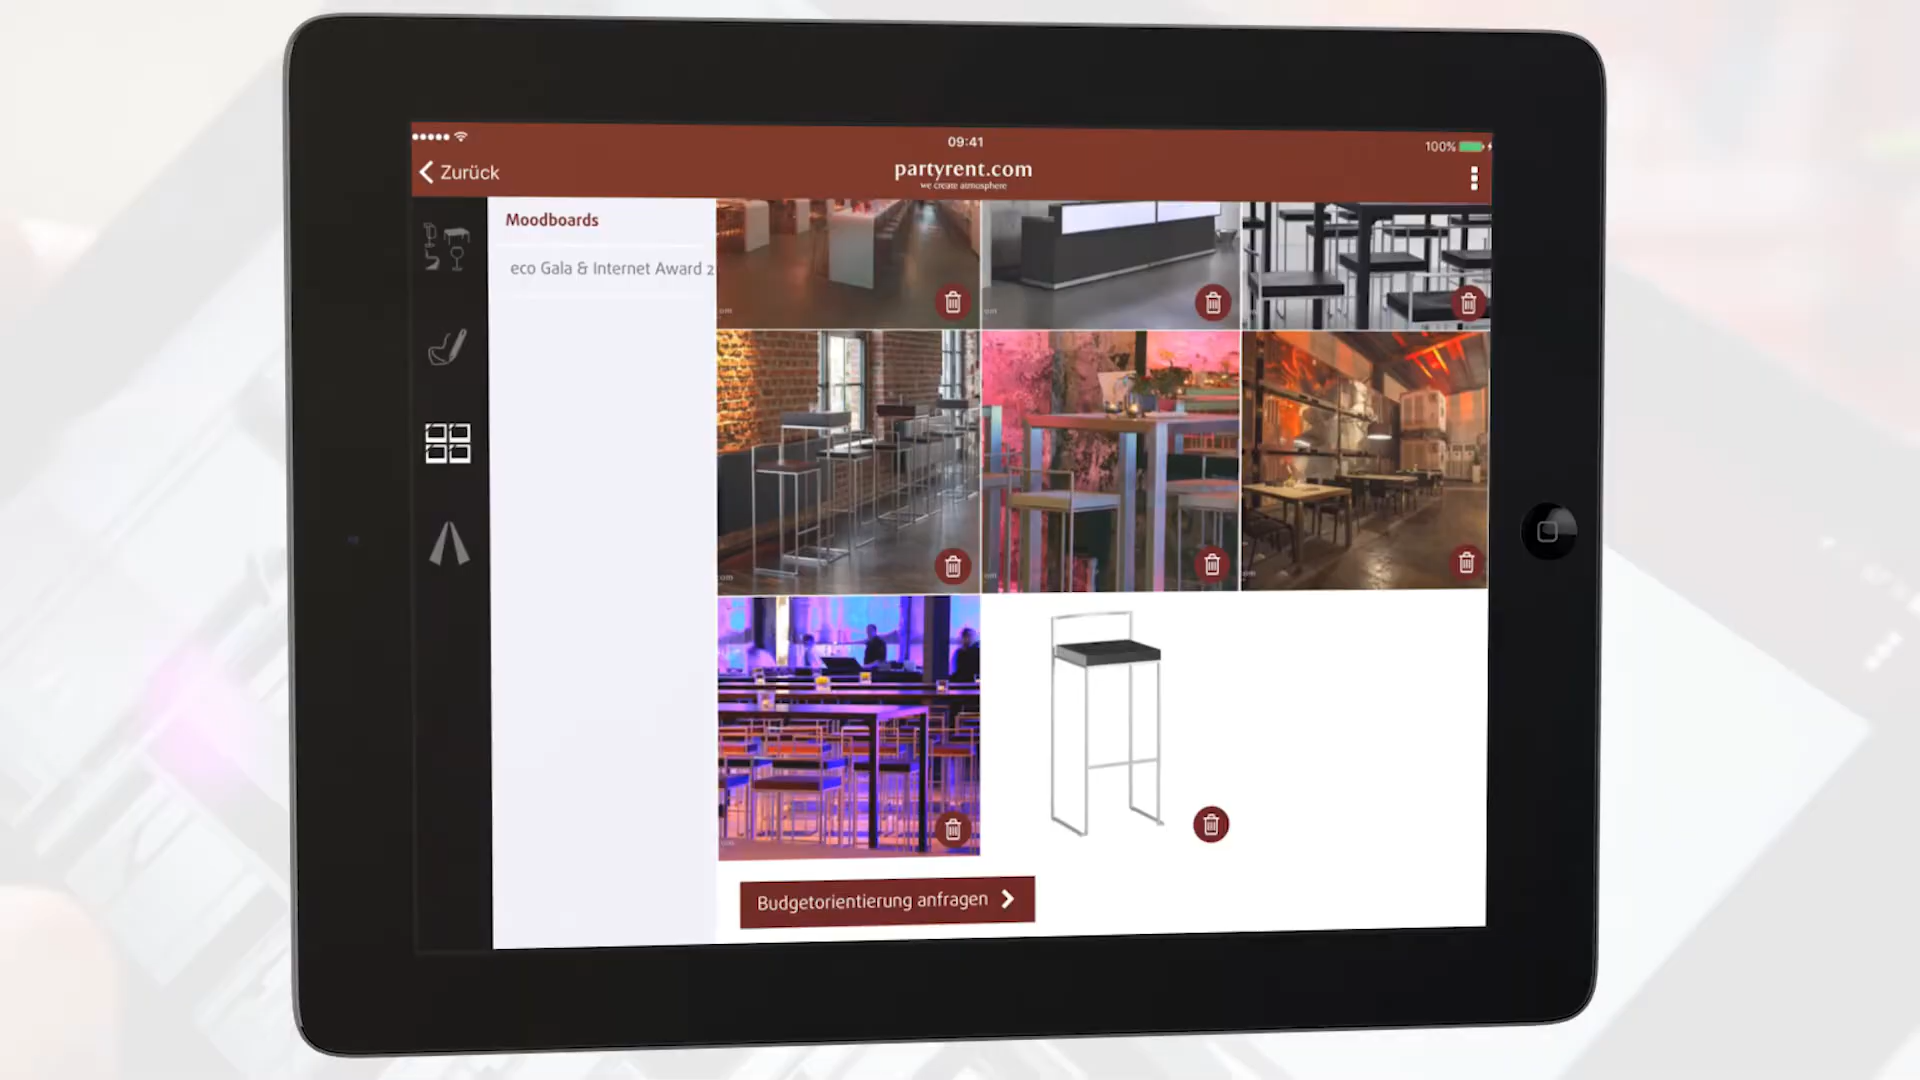 09:41
100%
Zurück
partyrent.com
we create atmosphere
Moodboards
eco Gala & Internet Award 2
Budgetorientierung anfragen